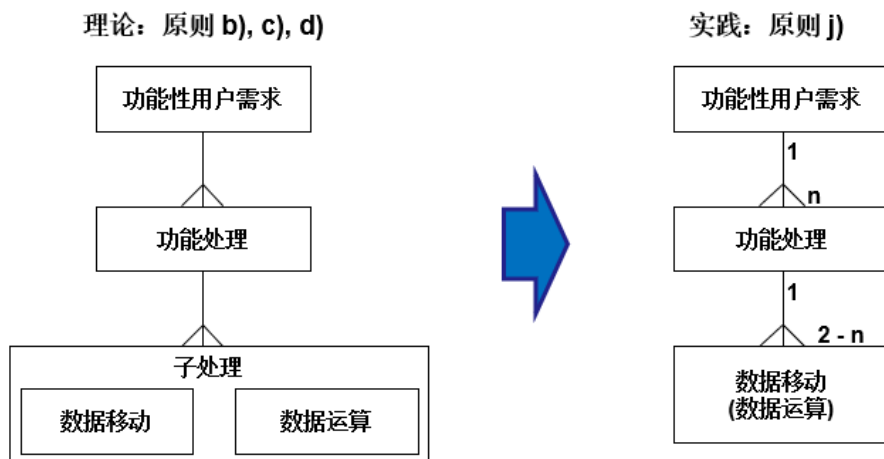 理论：原则 b), c), d)
实践：原则 j)
功能性用户需求
功能处理
子处理
数据移动
数据运算
功能性用户需求
1
n
功能处理
1
2 - n
数据移动
(数据运算)